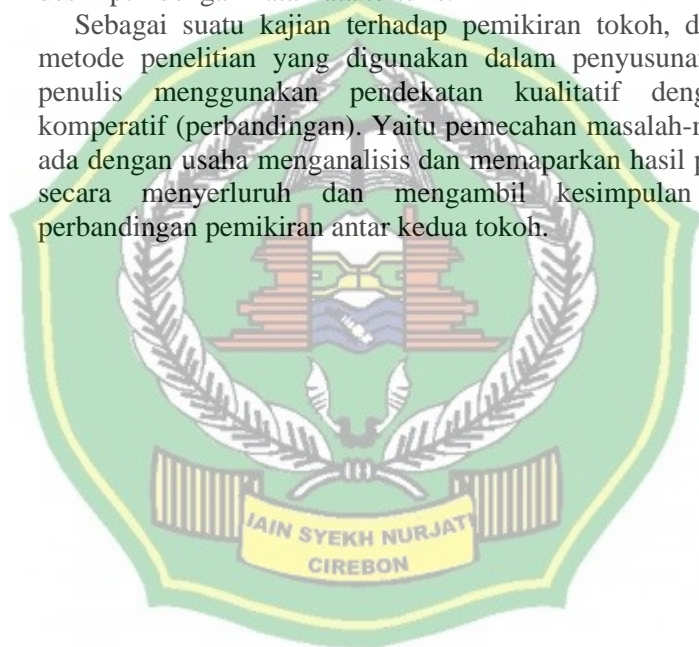 Sebagai suatu kajian terhadap pemikiran tokoh, d
metode penelitian yang digunakan dalam penyusunan
penulis menggunakan pendekatan kualitatif deng
komperatif (perbandingan). Yaitu pemecahan masalah-
ada dengan usaha menganalisis dan memaparkan hasil p
secara menyerluruh dan mengambil kesimpulan
perbandingan pemikiran antar kedua tokoh.
IAIN SYEKH NURJATI
CIREBON